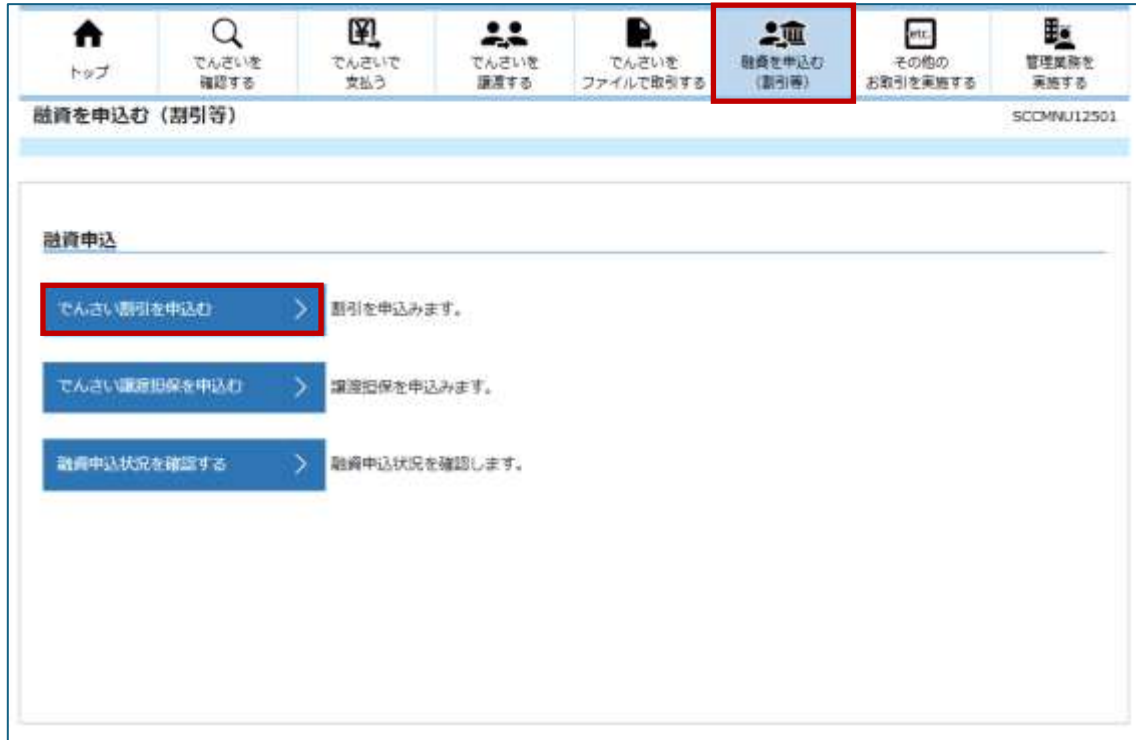 トップ
でんさいを
確認する
でんさいで
支払う
でんさいを
譲渡する
でんさいを
ファイルで取引する
融資を申込む
(割引等)
etc.
その他の
お取引を実施する
管理業務を
実施する
融資を申込む（割引等）
SCCMNU12501
融資申込
でんさい割引を申込む
割引を申込みます。
でんさい譲渡担保を申込む
譲渡担保を申込みます。
融資申込状況を確認する
融資申込状況を確認します。